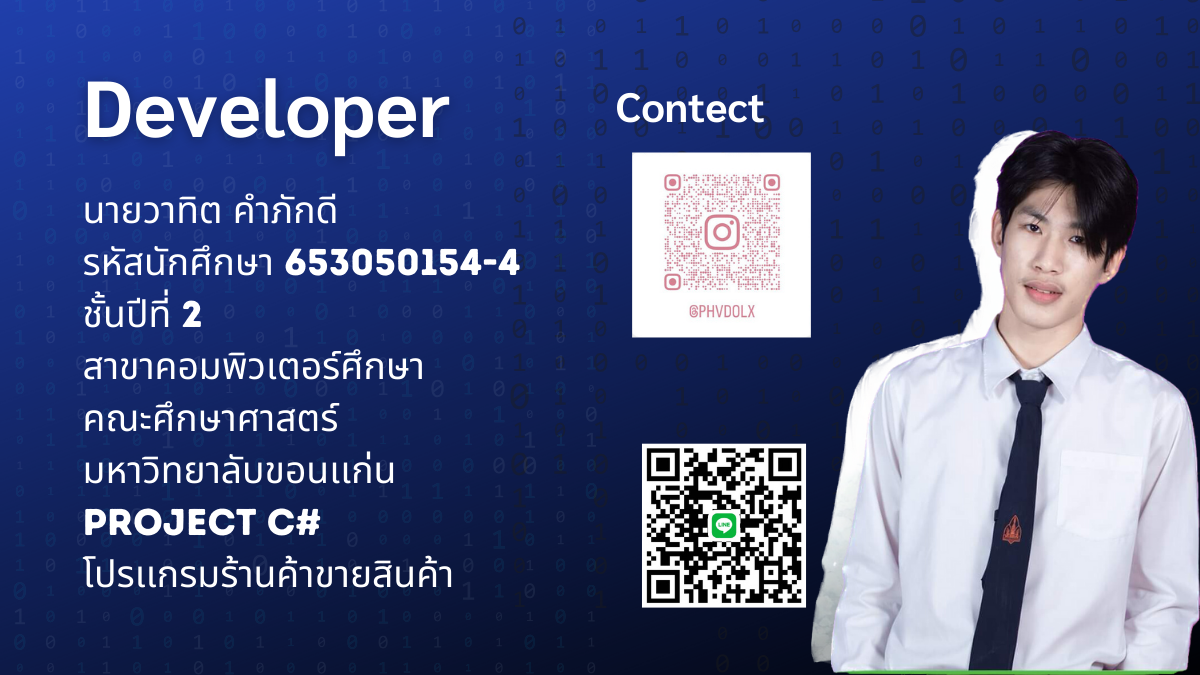 Developer
นายวาทิต คำภักดี
รหัสนักศึกษา 653050154-4
ชั้นปีที่ 2
สาขาคอมพิวเตอร์ศึกษา
คณะศึกษาศาสตร์
มหาวิทยาลับขอนแก่น
PROJECT C#
โปรแกรมร้านค้าขายสินค้า
Contect
@PHVDOLX
LINE